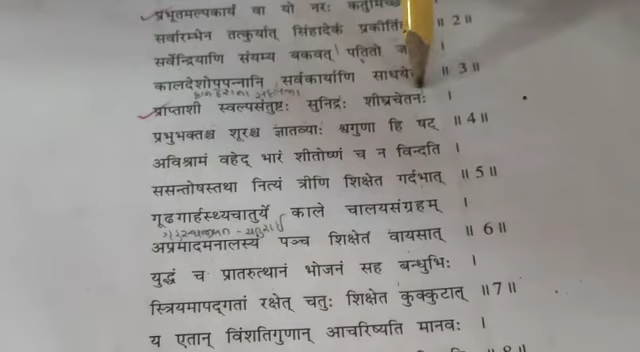 प्रभूतमल्पकार्यं वा यो नरः
सर्वारम्भेन तत्कुर्यात् सिंहादेकं ॥ 2 ॥
सर्वेन्द्रियाणि संयम्य बकवत् पतितो ।
कालदेशोपपन्नानि सर्वकार्याणि ॥ 3 ॥
प्राप्ताशी स्वल्पसंतुष्टः सुनिद्रः शीघ्रचेतनः ।
प्रभुभक्तश्च शूरश्च ज्ञातव्याः श्वगुणा हि षट् ॥ 4 ॥
अविश्रामं वहेद् भारं शीतोष्णं च न विन्दति ।
ससन्तोषस्तथा नित्यं त्रीणि शिक्षेत गर्दभात् ॥ 5 ॥
गूढगार्हस्थ्यचातुर्ये काले चालयसंग्रहम् ।
अप्रमादमनालस्यं पञ्च शिक्षेत वायसात् ॥ 6 ॥
युद्धं च प्रातरुत्थानं भोजनं सह बन्धुभिः ।
स्त्रियमापद्गतां रक्षेत् चतुः शिक्षेत कुक्कुटात् ॥ 7 ॥
य एतान् विंशतिगुणान् आचरिष्यति मानवः ।